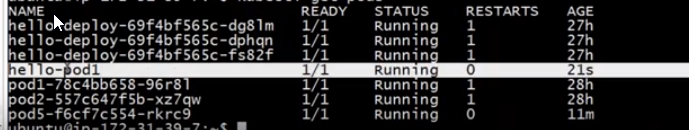 NAME READY STATUS RESTARTS AGE
hello-deploy-69f4bf565c-dg8lm 1/1 Running 1 27h
hello-deploy-69f4bf565c-dphqn 1/1 Running 1 27h
hello-deploy-69f4bf565c-fs82f 1/1 Running 1 27h
hello-pod1 1/1 Running 0 21s
pod1-78c4bb658-96r8l 1/1 Running 1 28h
pod2-557c647f5b-xz7qw 1/1 Running 1 28h
pod5-f6cf7c554-rkrc9 1/1 Running 0 11m
ubuntu@ip-172-31-39-7:~$